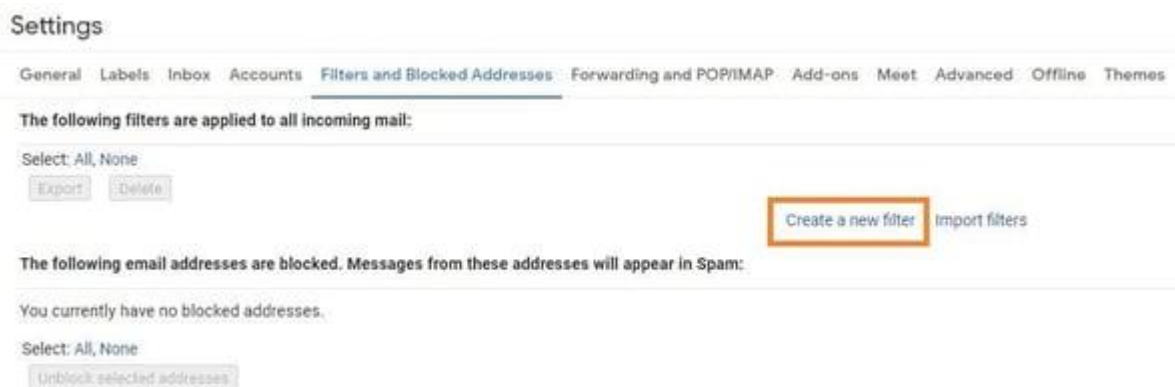 Settings
General Labels Inbox Accounts Filters and Blocked Addresses Forwarding and POP/IMAP Add-ons Meet Advanced Offline Themes
The following filters are applied to all incoming mail:
Select: All, None
Export Delete
Create a new filter Import filters
The following email addresses are blocked. Messages from these addresses will appear in Spam:
You currently have no blocked addresses.
Select: All, None
Unblock selected addresses